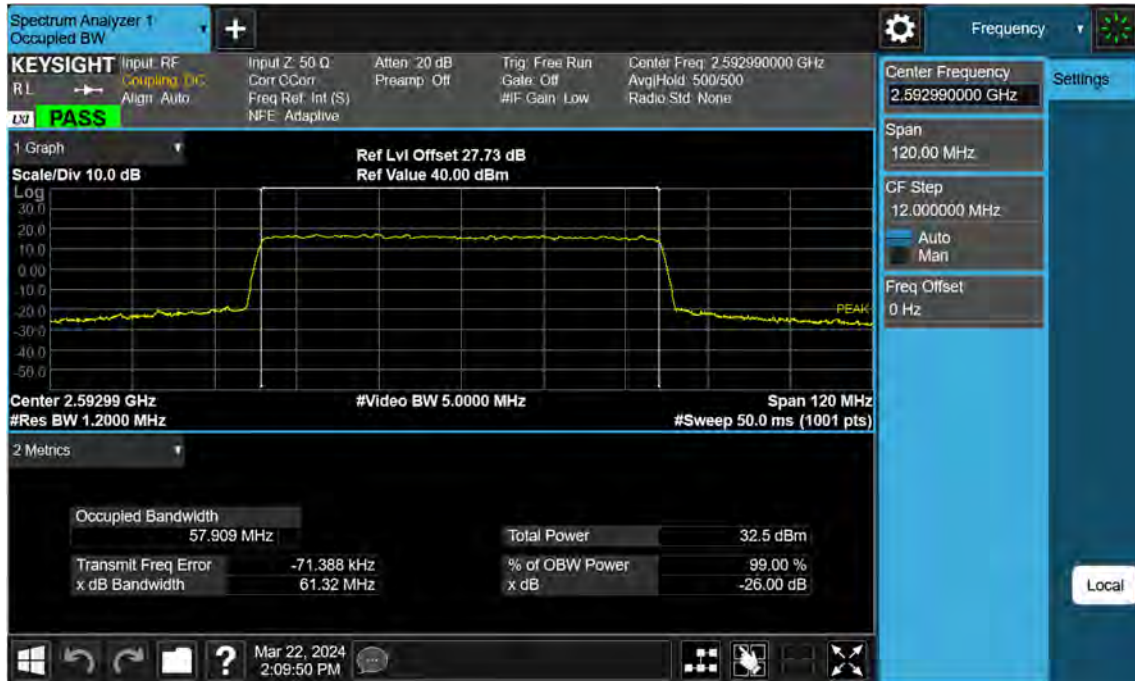 Spectrum Analyzer 1
Occupied BW
Frequency
KEYSIGHT
R L
LXI PASS
Input: RF
Coupling: DC
Align: Auto
Input Z: 50 Ω
Corr CCorr
Freq Ref: Int (S)
NFE: Adaptive
Atten: 20 dB
Preamp: Off
Trig: Free Run
Gate: Off
#IF Gain: Low
Center Freq: 2.592990000 GHz
Avg|Hold: 500/500
Radio Std: None
Center Frequency
2.592990000 GHz
Settings
Span
120.00 MHz
CF Step
12.000000 MHz
Auto
Man
Freq Offset
0 Hz
1 Graph
Scale/Div 10.0 dB
Ref Lvl Offset 27.73 dB
Ref Value 40.00 dBm
Log
30.0
20.0
10.0
0.00
-10.0
-20.0
-30.0
-40.0
-50.0
PEAK
Center 2.59299 GHz
#Res BW 1.2000 MHz
#Video BW 5.0000 MHz
Span 120 MHz
#Sweep 50.0 ms (1001 pts)
2 Metrics
Occupied Bandwidth
57.909 MHz
Total Power 32.5 dBm
Transmit Freq Error -71.388 kHz
% of OBW Power 99.00 %
x dB Bandwidth 61.32 MHz
x dB -26.00 dB
Local
?
Mar 22, 2024
2:09:50 PM